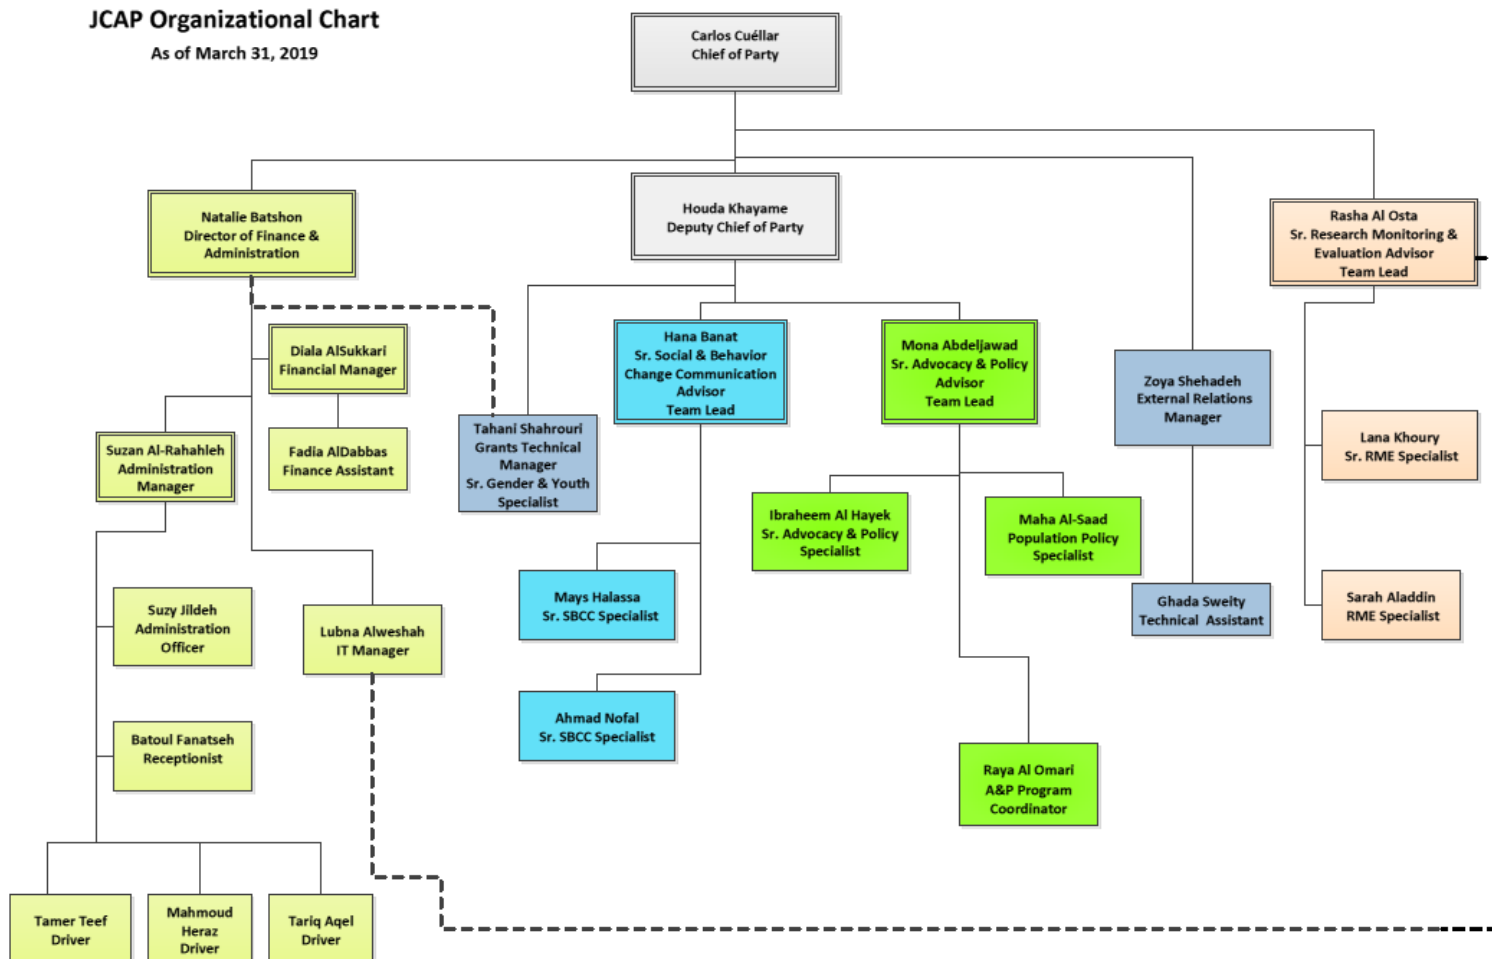 JCAP Organizational Chart
As of March 31, 2019
Carlos Cuéllar
Chief of Party
Natalie Batshon
Director of Finance &
Administration
Houda Khayame
Deputy Chief of Party
Rasha Al Osta
Sr. Research Monitoring &
Evaluation Advisor
Team Lead
Diala AlSukkari
Financial Manager
Hana Banat
Sr. Social & Behavior
Change Communication
Advisor
Team Lead
Mona Abdeljawad
Sr. Advocacy & Policy
Advisor
Team Lead
Zoya Shehadeh
External Relations
Manager
Suzan Al-Rahahleh
Administration
Manager
Fadia AlDabbas
Finance Assistant
Tahani Shahrouri
Grants Technical
Manager
Sr. Gender & Youth
Specialist
Lana Khoury
Sr. RME Specialist
Ibraheem Al Hayek
Sr. Advocacy & Policy
Specialist
Maha Al-Saad
Population Policy
Specialist
Suzy Jildeh
Administration
Officer
Lubna Alweshah
IT Manager
Mays Halassa
Sr. SBCC Specialist
Ghada Sweity
Technical Assistant
Sarah Aladdin
RME Specialist
Batoul Fanatseh
Receptionist
Ahmad Nofal
Sr. SBCC Specialist
Raya Al Omari
A&P Program
Coordinator
Tamer Teef
Driver
Mahmoud
Heraz
Driver
Tariq Aqel
Driver